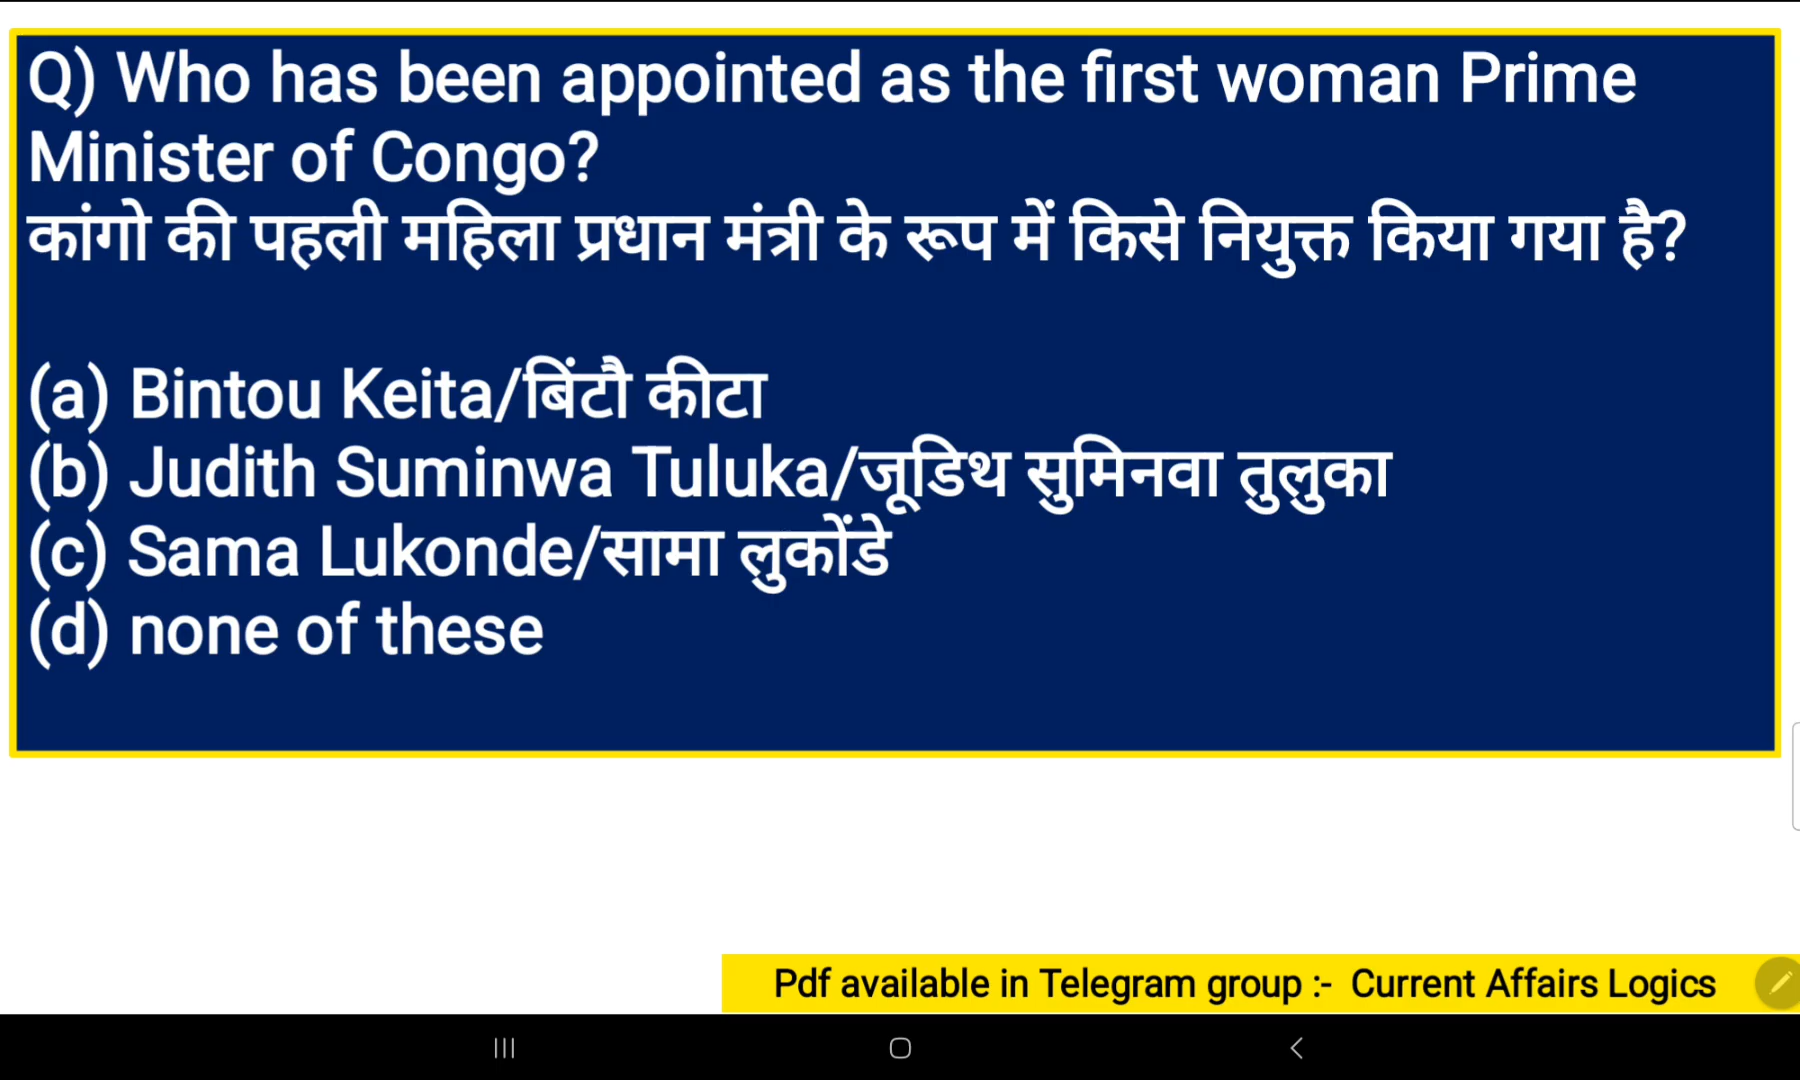 Q) Who has been appointed as the first woman Prime
Minister of Congo?
कांगो की पहली महिला प्रधान मंत्री के रूप में किसे नियुक्त किया गया है?
(a) Bintou Keita/बिंटौ कीटा
(b) Judith Suminwa Tuluka/जूडिथ सुमिनवा तुलुका
(c) Sama Lukonde/सामा लुकोंडे
(d) none of these
Pdf available in Telegram group :- Current Affairs Logics